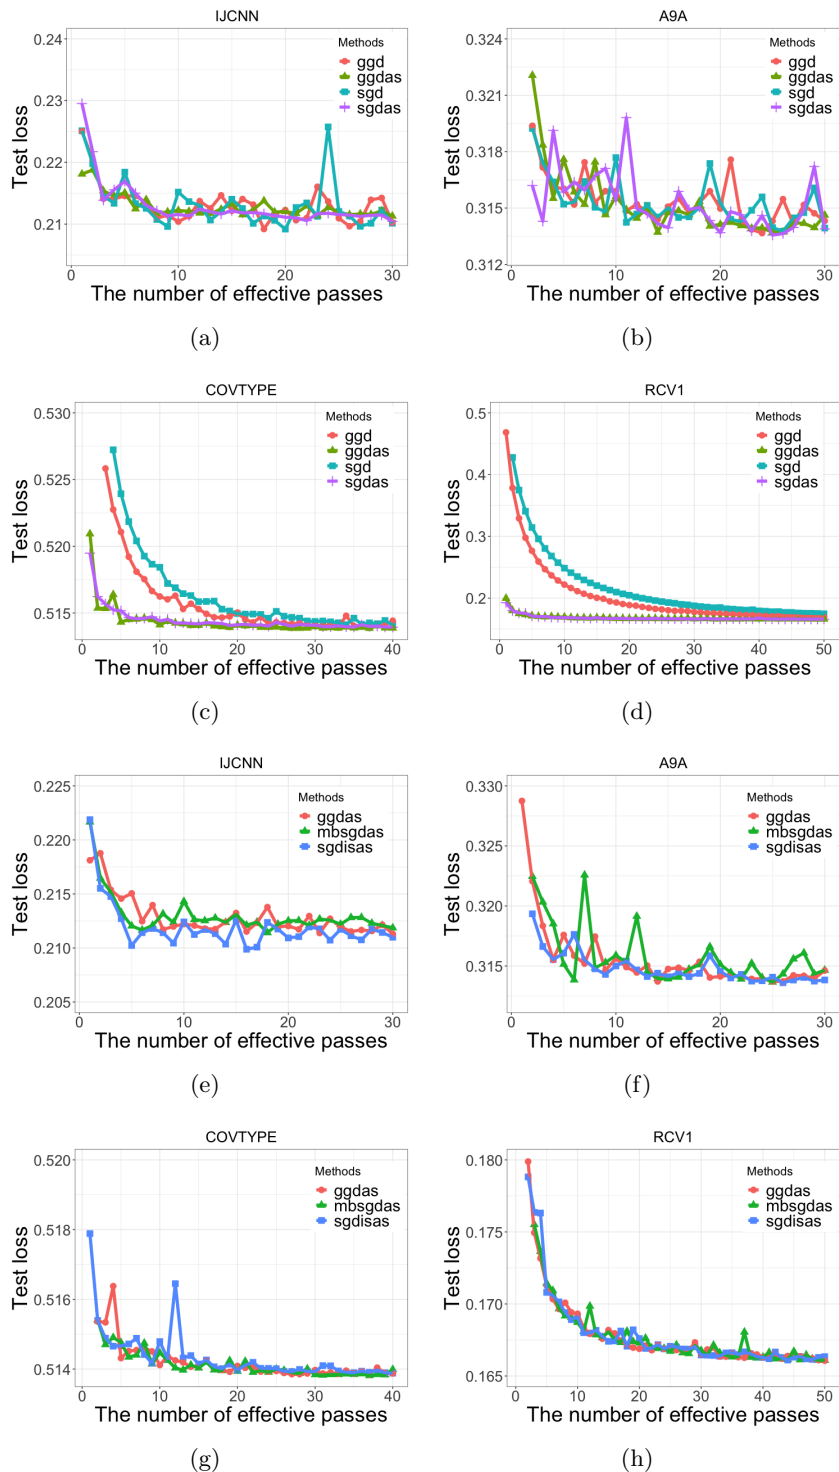 IJCNN
Test loss
0.24
0.23
0.22
0.21
0 10 20 30
The number of effective passes
Methods
ggd
ggdas
sgd
sgdas
(a)
A9A
Test loss
0.324
0.321
0.318
0.315
0.312
0 10 20 30
The number of effective passes
Methods
ggd
ggdas
sgd
sgdas
(b)
COVTYPE
Test loss
0.530
0.525
0.520
0.515
0 10 20 30 40
The number of effective passes
Methods
ggd
ggdas
sgd
sgdas
(c)
RCV1
Test loss
0.5
0.4
0.3
0.2
0 10 20 30 40 50
The number of effective passes
Methods
ggd
ggdas
sgd
sgdas
(d)
IJCNN
Test loss
0.225
0.220
0.215
0.210
0.205
0 10 20 30
The number of effective passes
Methods
ggdas
mbsgdas
sgdisas
(e)
A9A
Test loss
0.330
0.325
0.320
0.315
0 10 20 30
The number of effective passes
Methods
ggdas
mbsgdas
sgdisas
(f)
COVTYPE
Test loss
0.520
0.518
0.516
0.514
0 10 20 30 40
The number of effective passes
Methods
ggdas
mbsgdas
sgdisas
(g)
RCV1
Test loss
0.180
0.175
0.170
0.165
0 10 20 30 40 50
The number of effective passes
Methods
ggdas
mbsgdas
sgdisas
(h)